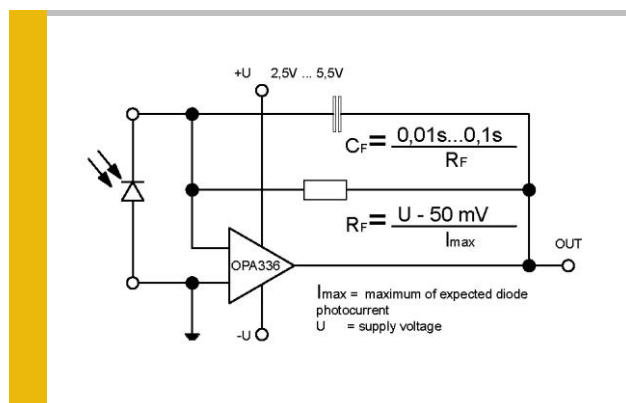 +U 2,5V ... 5,5V
CF= 0,01s...0,1s
RF
RF= U - 50 mV
Imax
OUT
OPA336
Imax = maximum of expected diode
photocurrent
U = supply voltage
-U